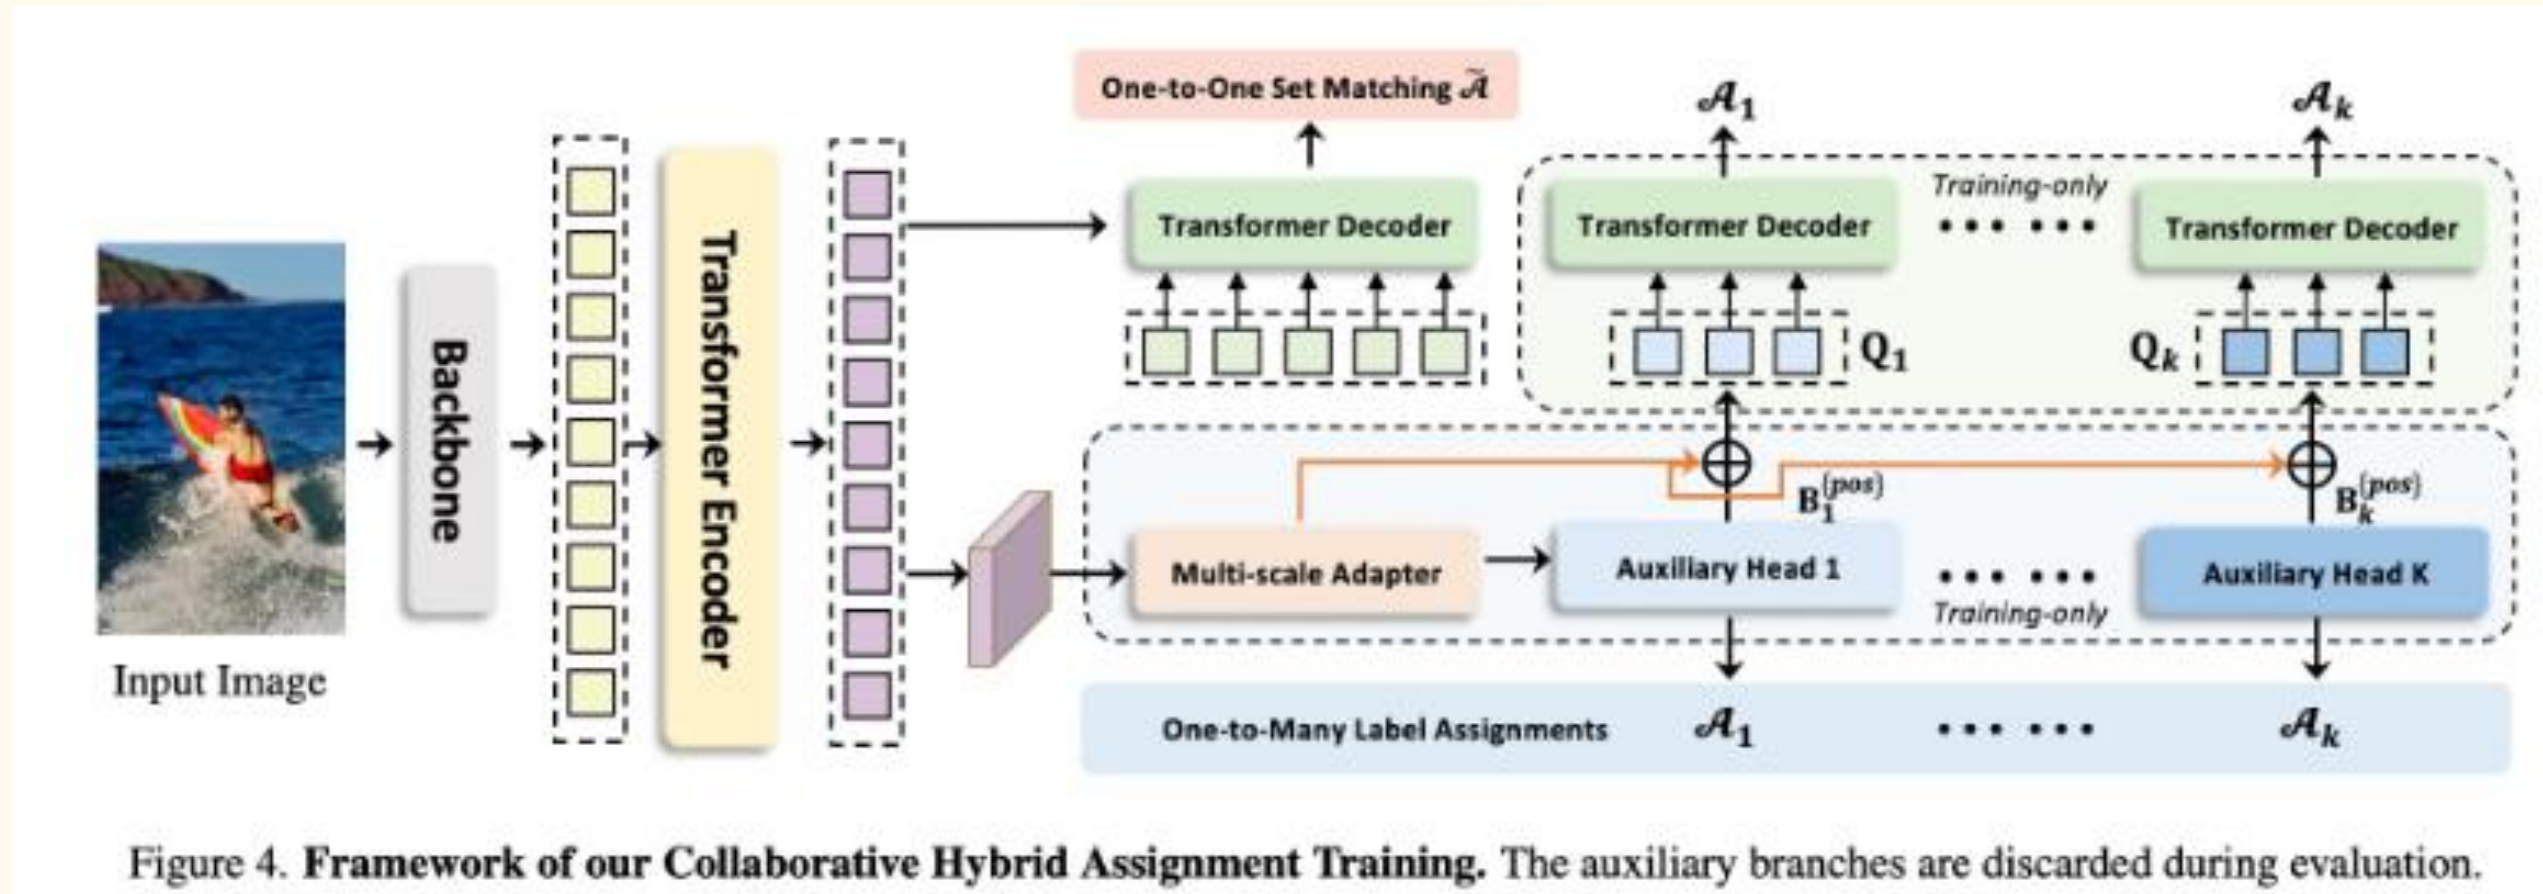 One-to-One Set Matching Ã
𝒜₁
𝒜ₖ
Training-only
Transformer Decoder
Transformer Decoder
• • • • • •
Transformer Decoder
Q₁
Qₖ
Backbone
Transformer Encoder
B₁^(pos)
Bₖ^(pos)
Multi-scale Adapter
Auxiliary Head 1
• • • • • •
Auxiliary Head K
Training-only
Input Image
One-to-Many Label Assignments 𝒜₁ • • • • • • 𝒜ₖ
Figure 4. Framework of our Collaborative Hybrid Assignment Training. The auxiliary branches are discarded during evaluation.